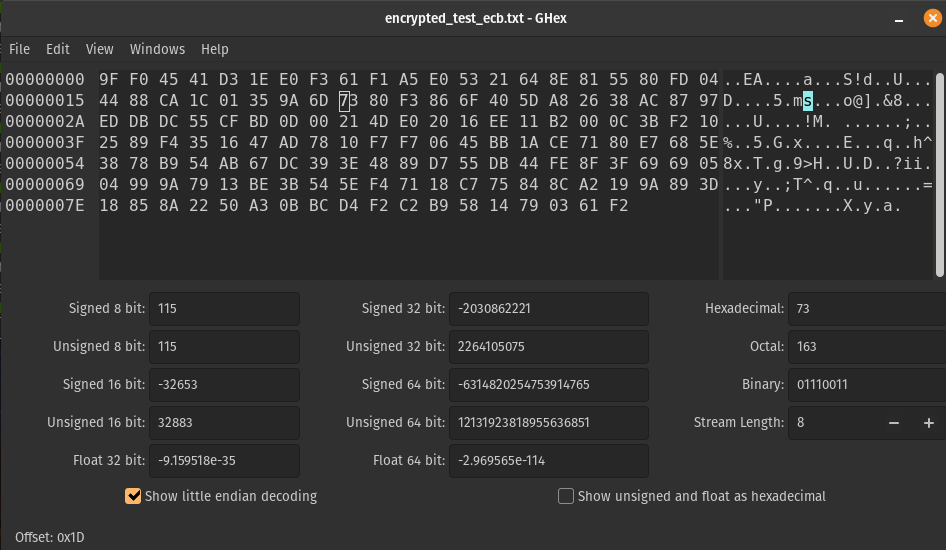 encrypted_test_ecb.txt - GHex
File Edit View Windows Help
00000000 9F F0 45 41 D3 1E E0 F3 61 F1 A5 E0 53 21 64 8E 81 55 80 FD 04 ..EA....a...S!d..U...
00000015 44 88 CA 1C 01 35 9A 6D 73 80 F3 86 6F 40 5D A8 26 38 AC 87 97 D....5.ms...o@].&8...
0000002A ED DB DC 55 CF BD 0D 00 21 4D E0 20 16 EE 11 B2 00 0C 3B F2 10 ...U....!M. ......;..
0000003F 25 89 F4 35 16 47 AD 78 10 F7 F7 06 45 BB 1A CE 71 80 E7 68 5E %..5.G.x....E...q..h^
00000054 38 78 B9 54 AB 67 DC 39 3E 48 89 D7 55 DB 44 FE 8F 3F 69 69 05 8x.T.g.9>H..U.D..?ii.
00000069 04 99 9A 79 13 BE 3B 54 5E F4 71 18 C7 75 84 8C A2 19 9A 89 3D ...y..;T^.q..u......=
0000007E 18 85 8A 22 50 A3 0B BC D4 F2 C2 B9 58 14 79 03 61 F2 ..."P.......X.y.a.
Signed 8 bit: 115 Signed 32 bit: -2030862221 Hexadecimal: 73
Unsigned 8 bit: 115 Unsigned 32 bit: 2264105075 Octal: 163
Signed 16 bit: -32653 Signed 64 bit: -6314820254753914765 Binary: 01110011
Unsigned 16 bit: 32883 Unsigned 64 bit: 12131923818955636851 Stream Length: 8 − +
Float 32 bit: -9.159518e-35 Float 64 bit: -2.969565e-114
Show little endian decoding Show unsigned and float as hexadecimal
Offset: 0x1D